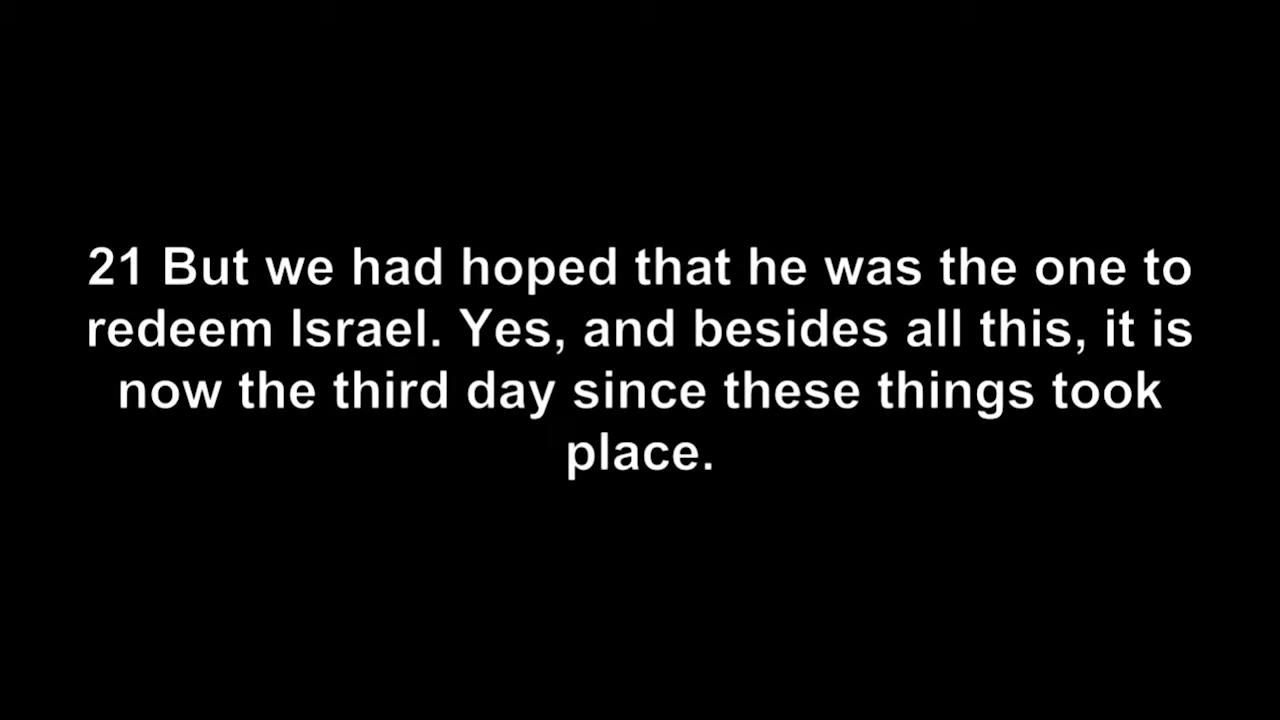 21 But we had hoped that he was the one to
redeem Israel. Yes, and besides all this, it is
now the third day since these things took
place.